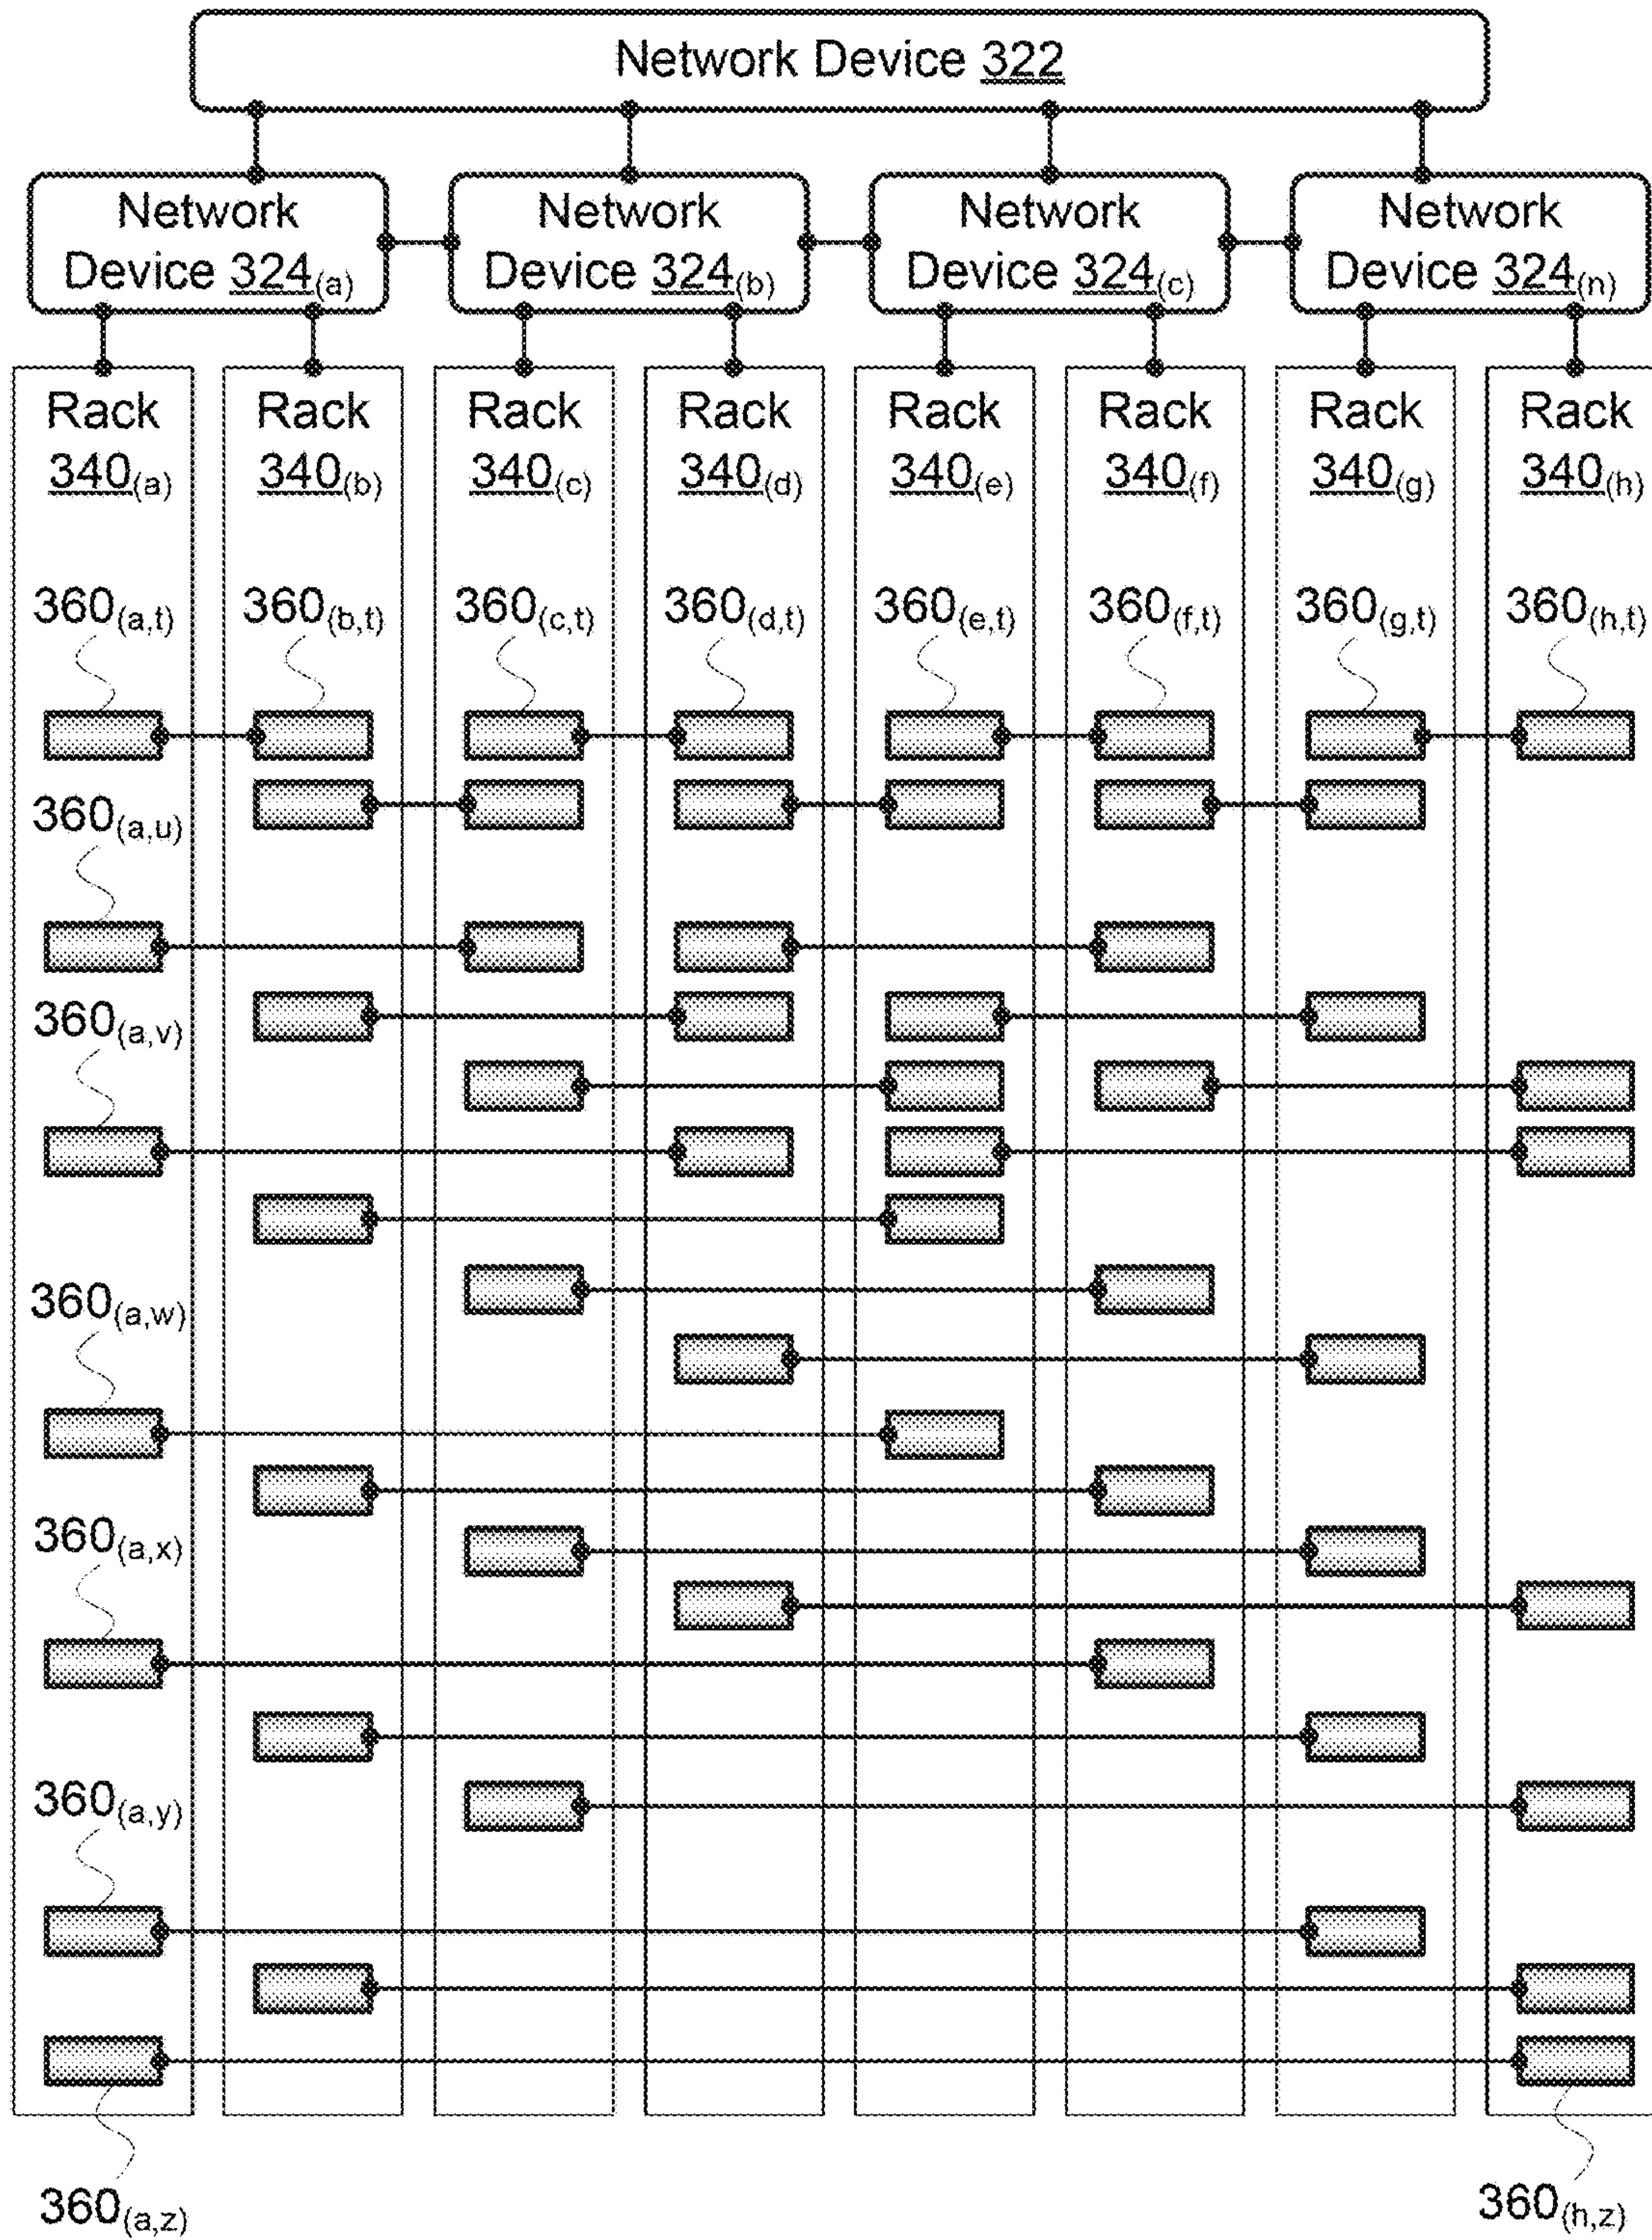 Network Device 322
Network
Device 324(a)
Network
Device 324(b)
Network
Device 324(c)
Network
Device 324(n)
Rack
340(a)
Rack
340(b)
Rack
340(c)
Rack
340(d)
Rack
340(e)
Rack
340(f)
Rack
340(g)
Rack
340(h)
360(a,t)
360(b,t)
360(c,t)
360(d,t)
360(e,t)
360(f,t)
360(g,t)
360(h,t)
360(a,u)
360(a,v)
360(a,w)
360(a,x)
360(a,y)
360(a,z)
360(h,z)